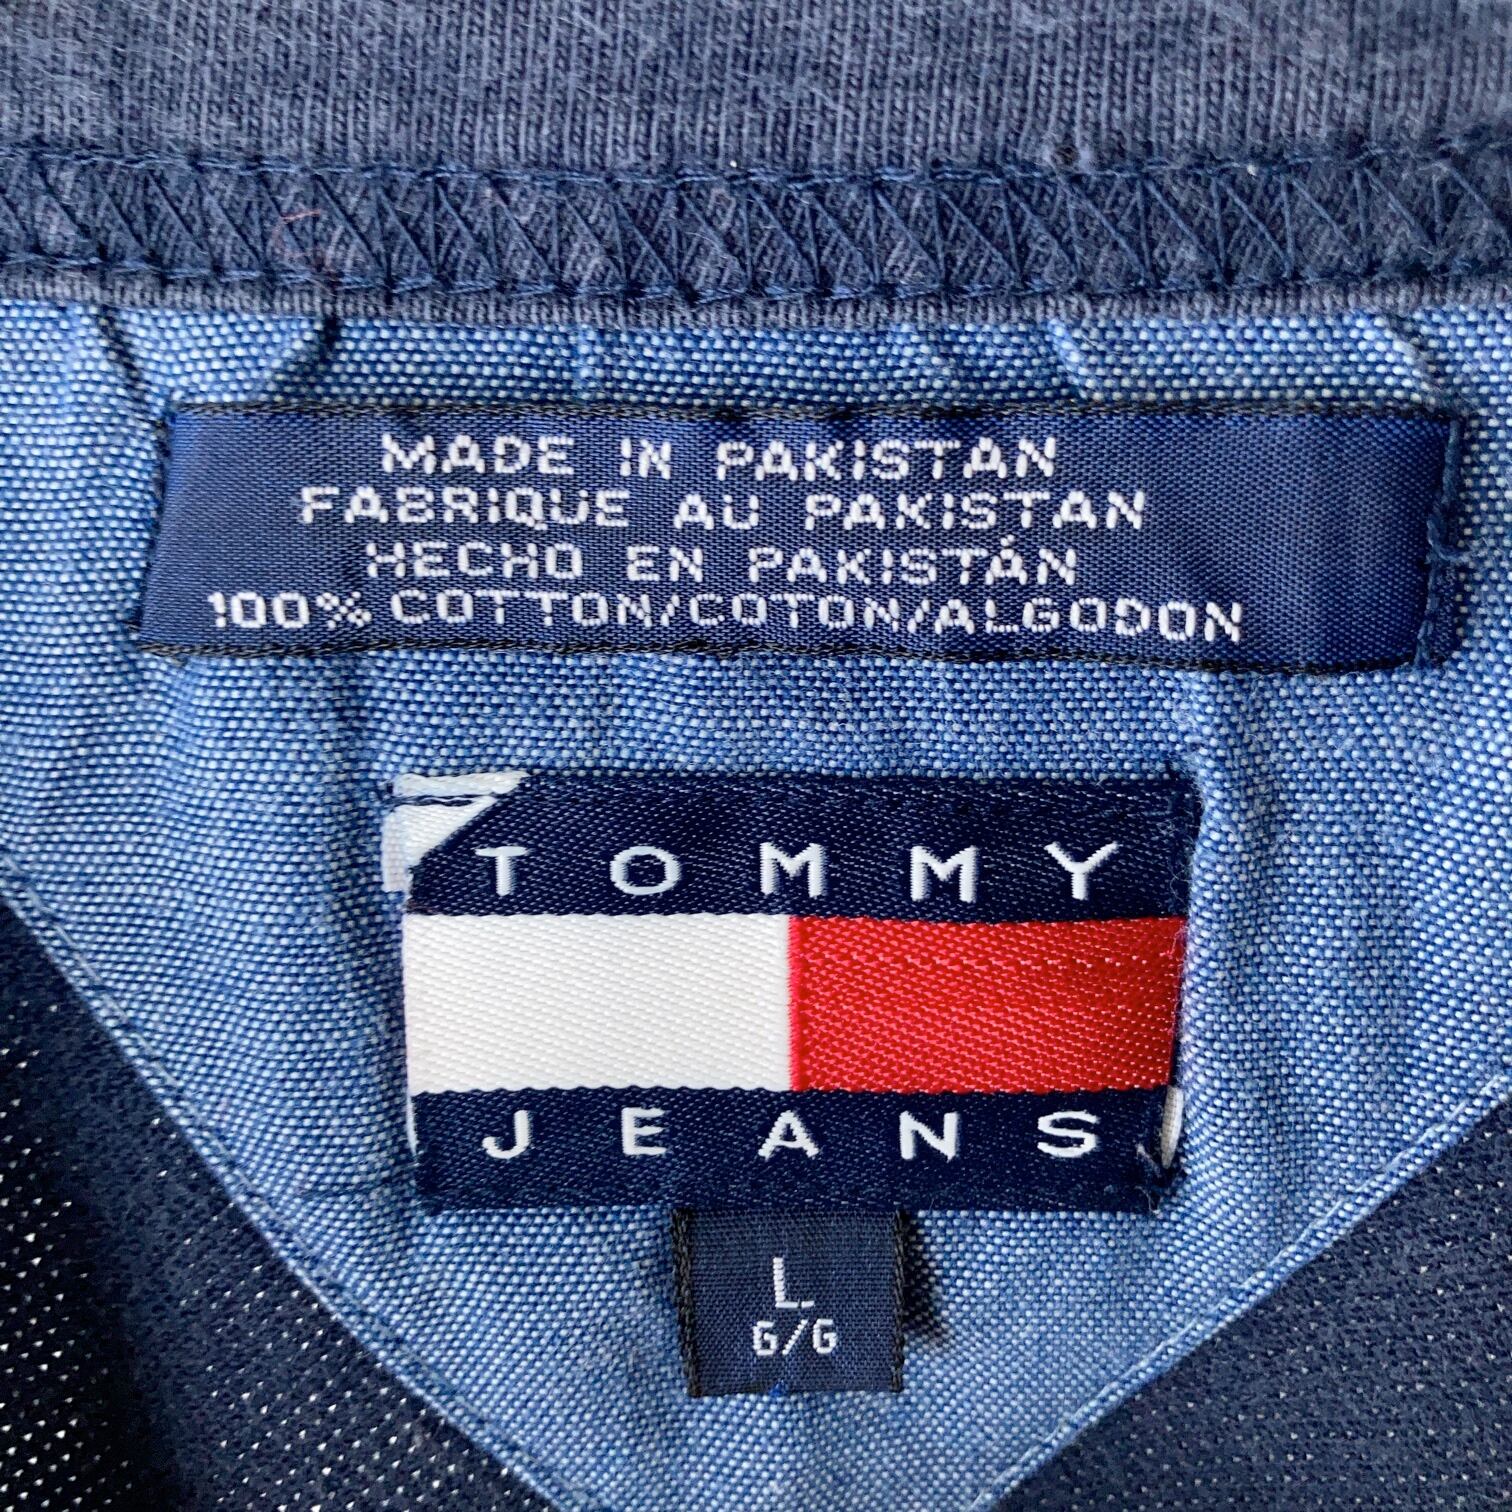 MADE IN PAKISTAN
FABRIQUE AU PAKISTAN
HECHO EN PAKISTÁN
100% COTTON/COTON/ALGODON
TOMMY
JEANS
L
G/G